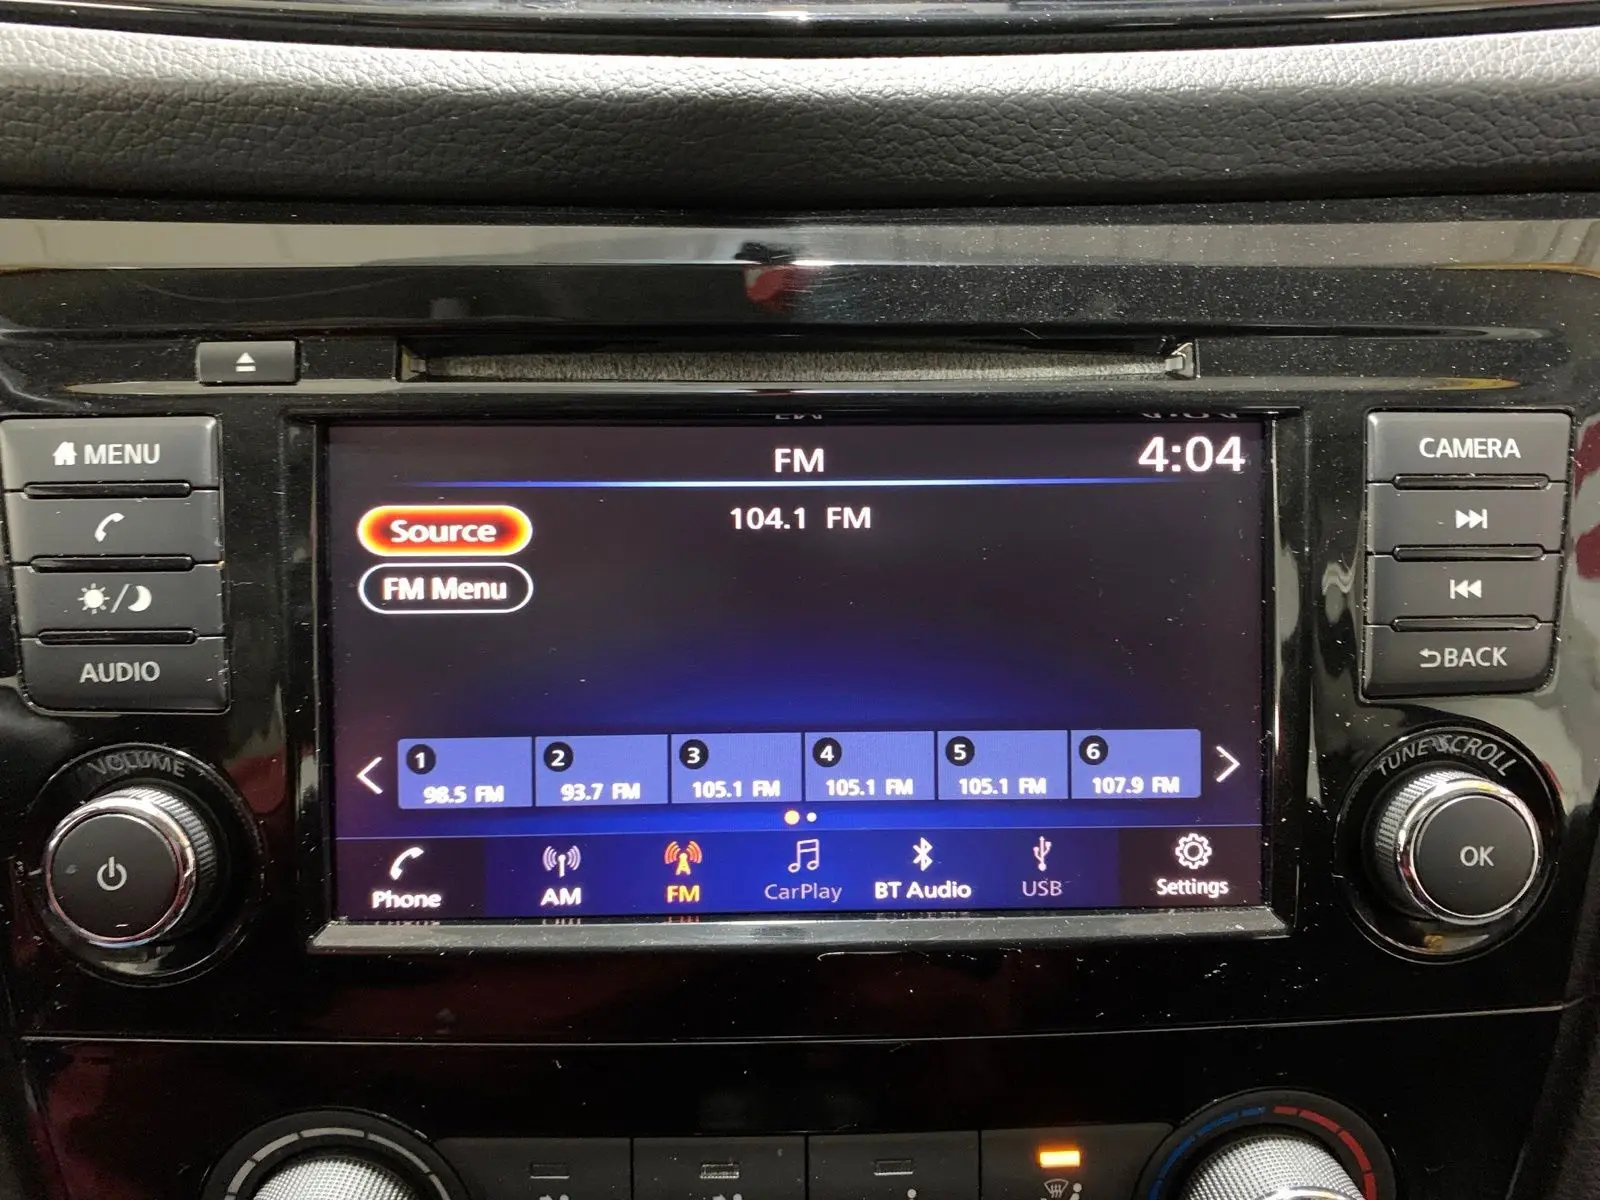 MENU
AUDIO
VOLUME
FM
4:04
Source
104.1 FM
FM Menu
1
98.5 FM
2
93.7 FM
3
105.1 FM
4
105.1 FM
5
105.1 FM
6
107.9 FM
Phone
AM
FM
CarPlay
BT Audio
USB
Settings
CAMERA
BACK
TUNE·SCROLL
OK